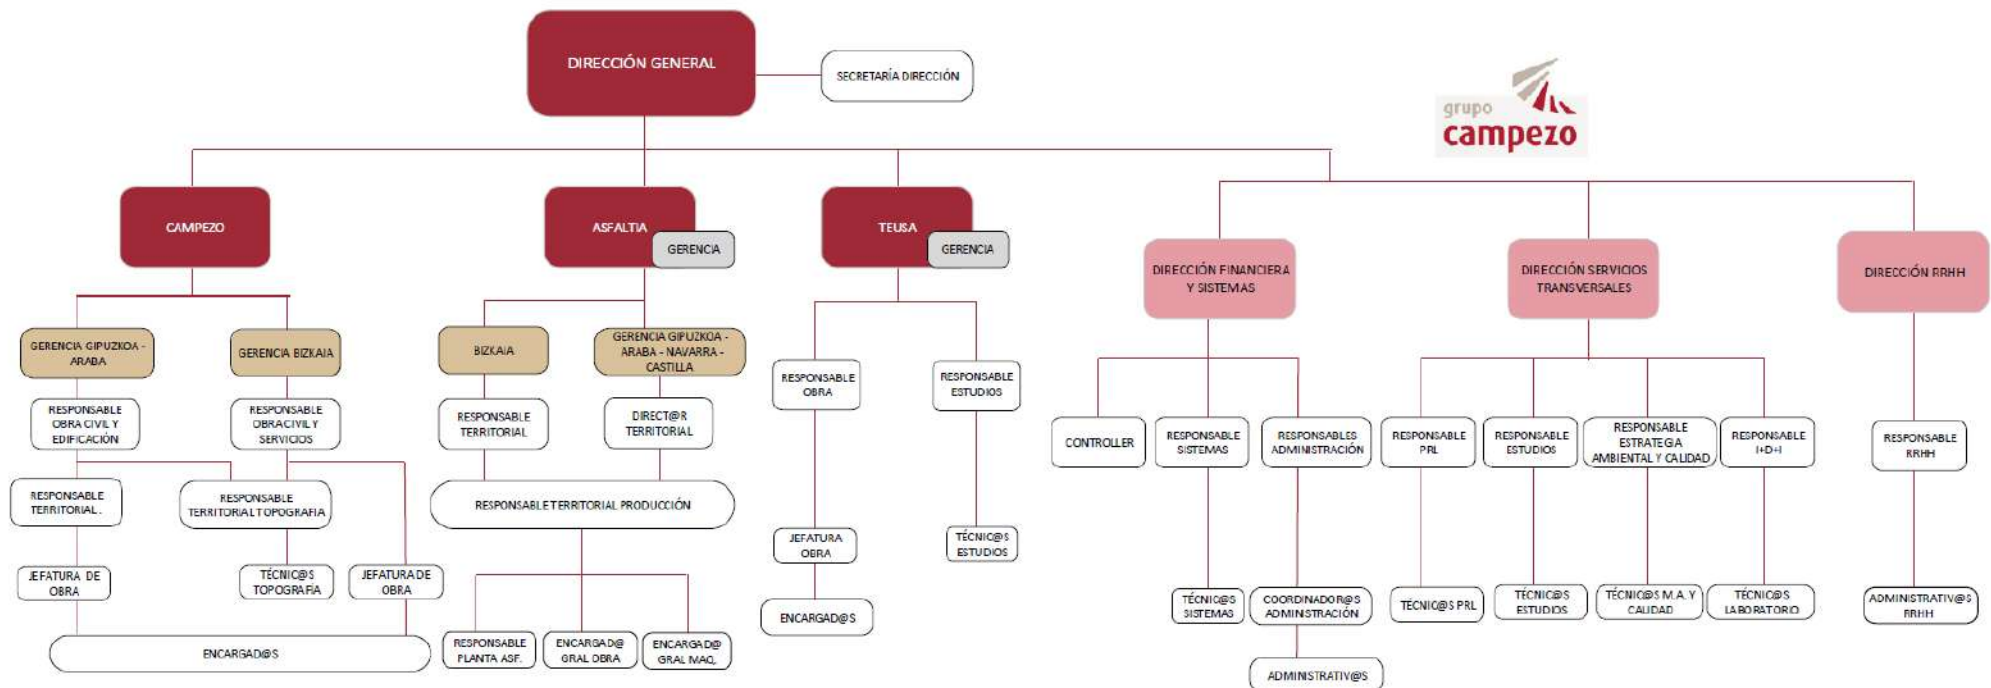 DIRECCIÓN GENERAL
SECRETARÍA DIRECCIÓN
grupo
campezo
CAMPEZO
ASFALTIA
GERENCIA
TEUSA
GERENCIA
DIRECCIÓN FINANCIERA
Y SISTEMAS
DIRECCIÓN SERVICIOS
TRANSVERSALES
DIRECCIÓN RRHH
GERENCIA GIPUZKOA -
ARABA
GERENCIA BIZKAIA
BIZKAIA
GERENCIA GIPUZKOA -
ARABA - NAVARRA -
CASTILLA
RESPONSABLE
OBRA
RESPONSABLE
ESTUDIOS
RESPONSABLE
OBRA CIVIL Y
EDIFICACIÓN
RESPONSABLE
OBRA CIVIL Y
SERVICIOS
RESPONSABLE
TERRITORIAL
DIRECT@R
TERRITORIAL
CONTROLLER
RESPONSABLE
SISTEMAS
RESPONSABLES
ADMINISTRACIÓN
RESPONSABLE
PRL
RESPONSABLE
ESTUDIOS
RESPONSABLE
ESTRATEGIA
AMBIENTAL Y CALIDAD
RESPONSABLE
I+D+I
RESPONSABLE
RRHH
RESPONSABLE
TERRITORIAL .
RESPONSABLE
TERRITORIAL TOPOGRAFIA
RESPONSABLE TERRITORIAL PRODUCCIÓN
JEFATURA
OBRA
TÉCNIC@S
ESTUDIOS
JEFATURA DE
OBRA
TÉCNIC@S
TOPOGRAFÍA
JEFATURA DE
OBRA
ENCARGAD@S
TÉCNIC@S
SISTEMAS
COORDINADOR@S
ADMINISTRACIÓN
TÉCNIC@S PRL
TÉCNIC@S
ESTUDIOS
TÉCNIC@S M.A. Y
CALIDAD
TÉCNIC@S
LABORATORIO
ADMINISTRATIV@S
RRHH
ENCARGAD@S
RESPONSABLE
PLANTA ASF.
ENCARGAD@
GRAL OBRA
ENCARGAD@
GRAL MAQ.
ADMINISTRATIV@S